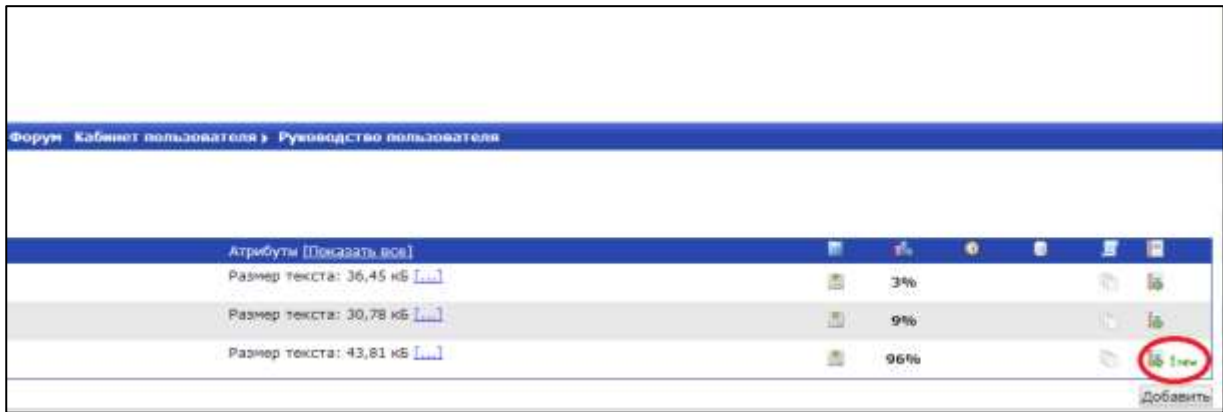 Форум Кабинет пользователя Руководство пользователя
Атрибуты [Показать все]
Размер текста: 36,45 кБ [...] 3%
Размер текста: 30,78 кБ [...] 9%
Размер текста: 43,81 кБ [...] 96% 1new
Добавить